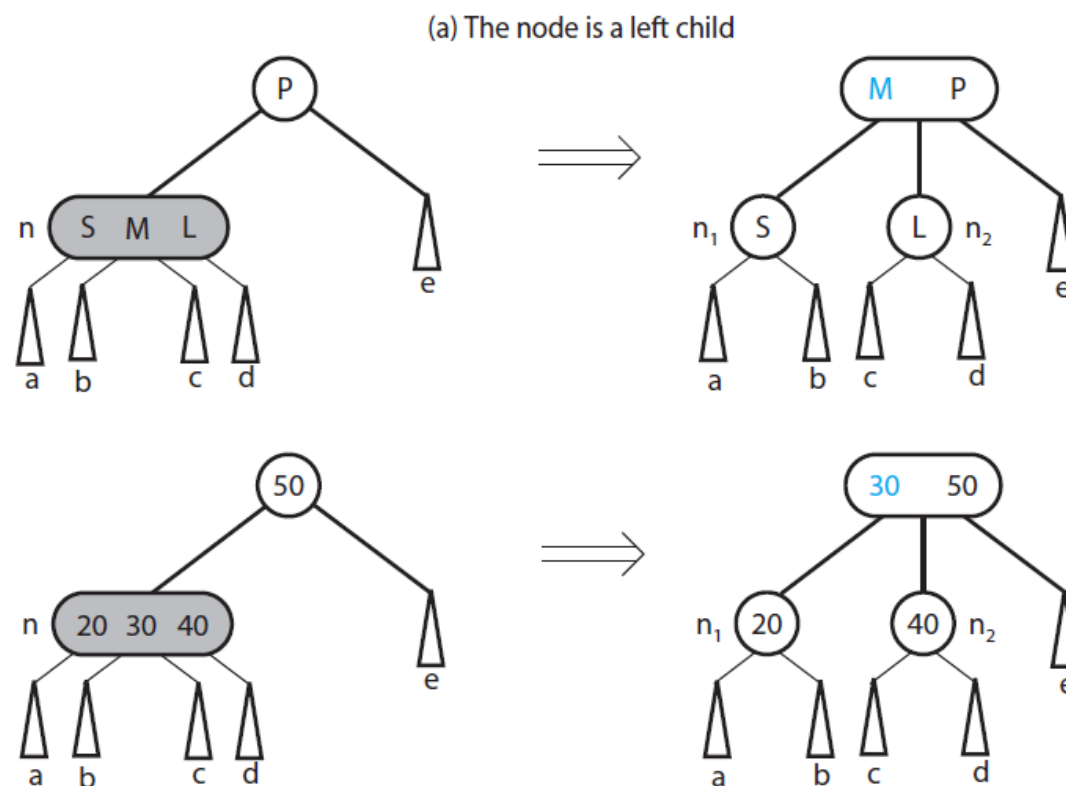 (a) The node is a left child
P
M P
n S M L
n₁ S L n₂
e
e
a b c d
a b c d
50
30 50
n 20 30 40
n₁ 20 40 n₂
e
e
a b c d
a b c d